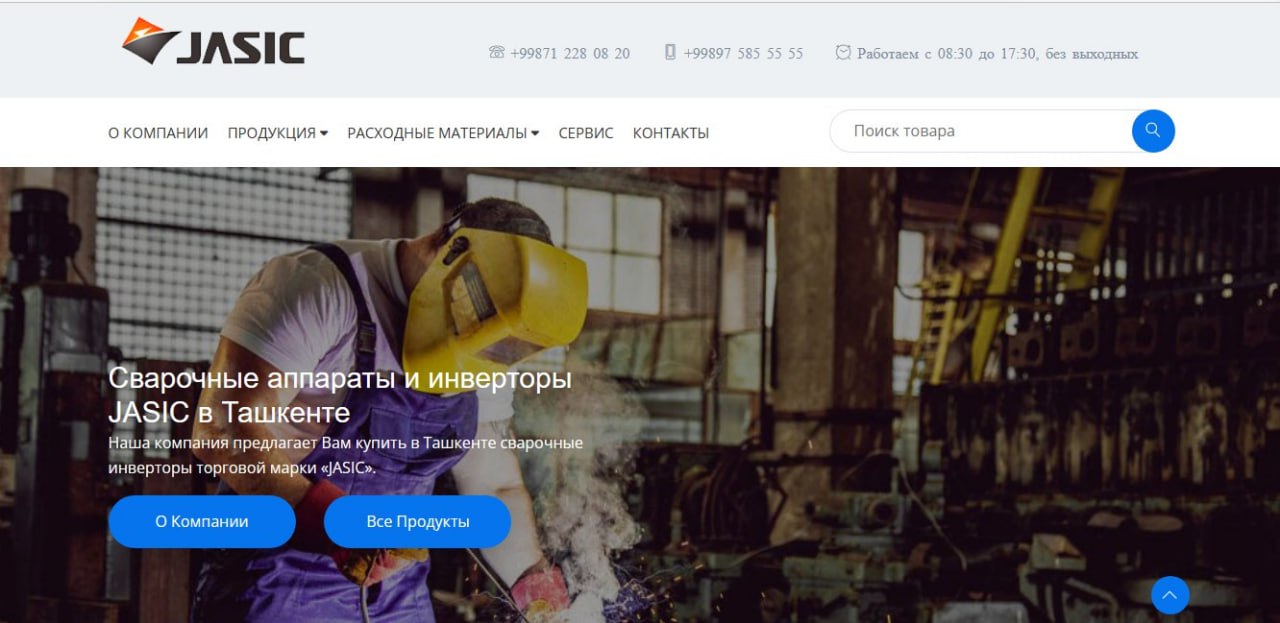 JASIC
+99871 228 08 20
+99897 585 55 55
Работаем с 08:30 до 17:30, без выходных
О КОМПАНИИ
ПРОДУКЦИЯ
РАСХОДНЫЕ МАТЕРИАЛЫ
СЕРВИС
КОНТАКТЫ
Поиск товара
Сварочные аппараты и инверторы
JASIC в Ташкенте
Наша компания предлагает Вам купить в Ташкенте сварочные
инверторы торговой марки «JASIC».
О Компании
Все Продукты